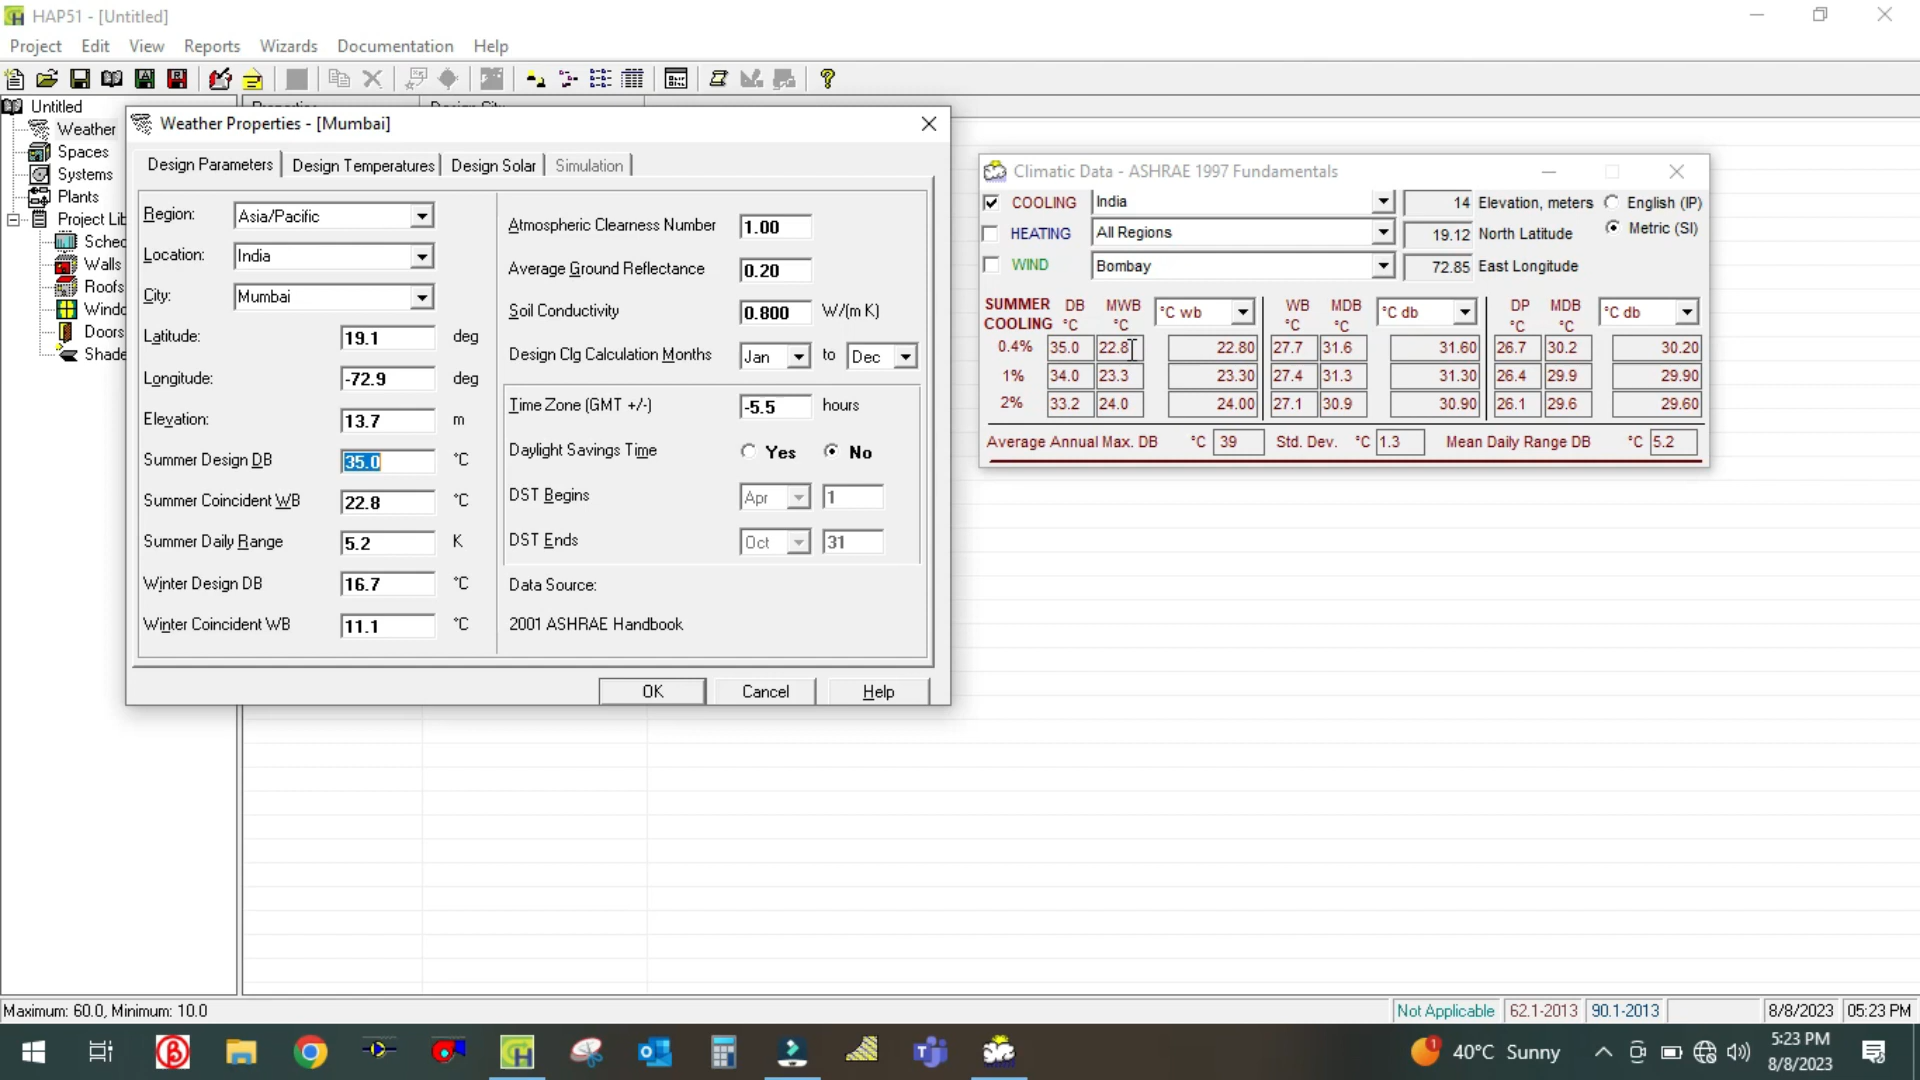 HAP51 - [Untitled]
Project Edit View Reports Wizards Documentation Help
Untitled
Weather
Spaces
Systems
Plants
Project Lib
Sched
Walls
Roofs
Windo
Doors
Shade
Weather Properties - [Mumbai]
Design Parameters Design Temperatures Design Solar Simulation
Region: Asia/Pacific
Location: India
City: Mumbai
Latitude: 19.1 deg
Longitude: -72.9 deg
Elevation: 13.7 m
Summer Design DB 35.0 °C
Summer Coincident WB 22.8 °C
Summer Daily Range 5.2 K
Winter Design DB 16.7 °C
Winter Coincident WB 11.1 °C
Atmospheric Clearness Number 1.00
Average Ground Reflectance 0.20
Soil Conductivity 0.800 W/(m K)
Design Clg Calculation Months Jan to Dec
Time Zone (GMT +/-) -5.5 hours
Daylight Savings Time Yes No
DST Begins Apr 1
DST Ends Oct 31
Data Source:
2001 ASHRAE Handbook
OK Cancel Help
Climatic Data - ASHRAE 1997 Fundamentals
COOLING India 14 Elevation, meters English (IP)
HEATING All Regions 19.12 North Latitude Metric (SI)
WIND Bombay 72.85 East Longitude
SUMMER DB MWB °C wb WB MDB °C db DP MDB °C db
COOLING °C °C °C °C °C °C
0.4% 35.0 22.8 22.80 27.7 31.6 31.60 26.7 30.2 30.20
1% 34.0 23.3 23.30 27.4 31.3 31.30 26.4 29.9 29.90
2% 33.2 24.0 24.00 27.1 30.9 30.90 26.1 29.6 29.60
Average Annual Max. DB °C 39 Std. Dev. °C 1.3 Mean Daily Range DB °C 5.2
Maximum: 60.0, Minimum: 10.0 Not Applicable 62.1-2013 90.1-2013 8/8/2023 05:23 PM
40°C Sunny
5:23 PM
8/8/2023